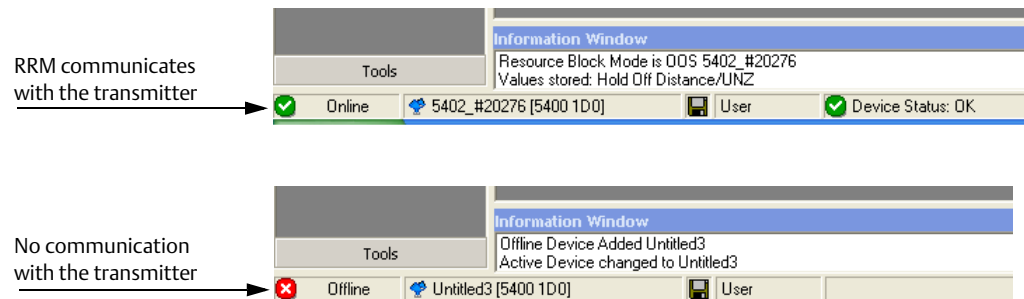 Information Window
RRM communicates
with the transmitter
Tools
Resource Block Mode is OOS 5402_#20276
Values stored: Hold Off Distance/UNZ
Online 5402_#20276 [5400 1D0] User Device Status: OK
Information Window
No communication
with the transmitter
Tools
Offline Device Added Untitled3
Active Device changed to Untitled3
Offline Untitled3 [5400 1D0] User